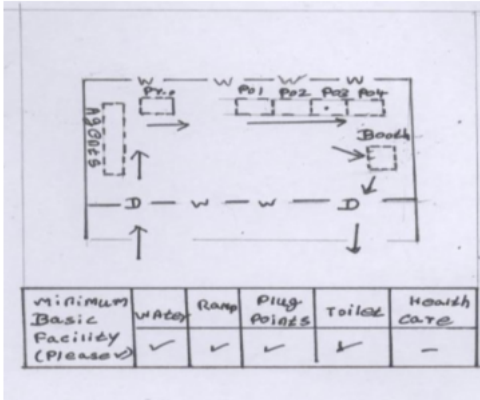 W W W W
Pr.o PO1 PO2 PO3 PO4
Agents
Booth
D W W D
Minimum Basic Facility (Please ✓)
Water
Ramp
Plug Points
Toilet
Health Care
✓ ✓ ✓ ✓ –